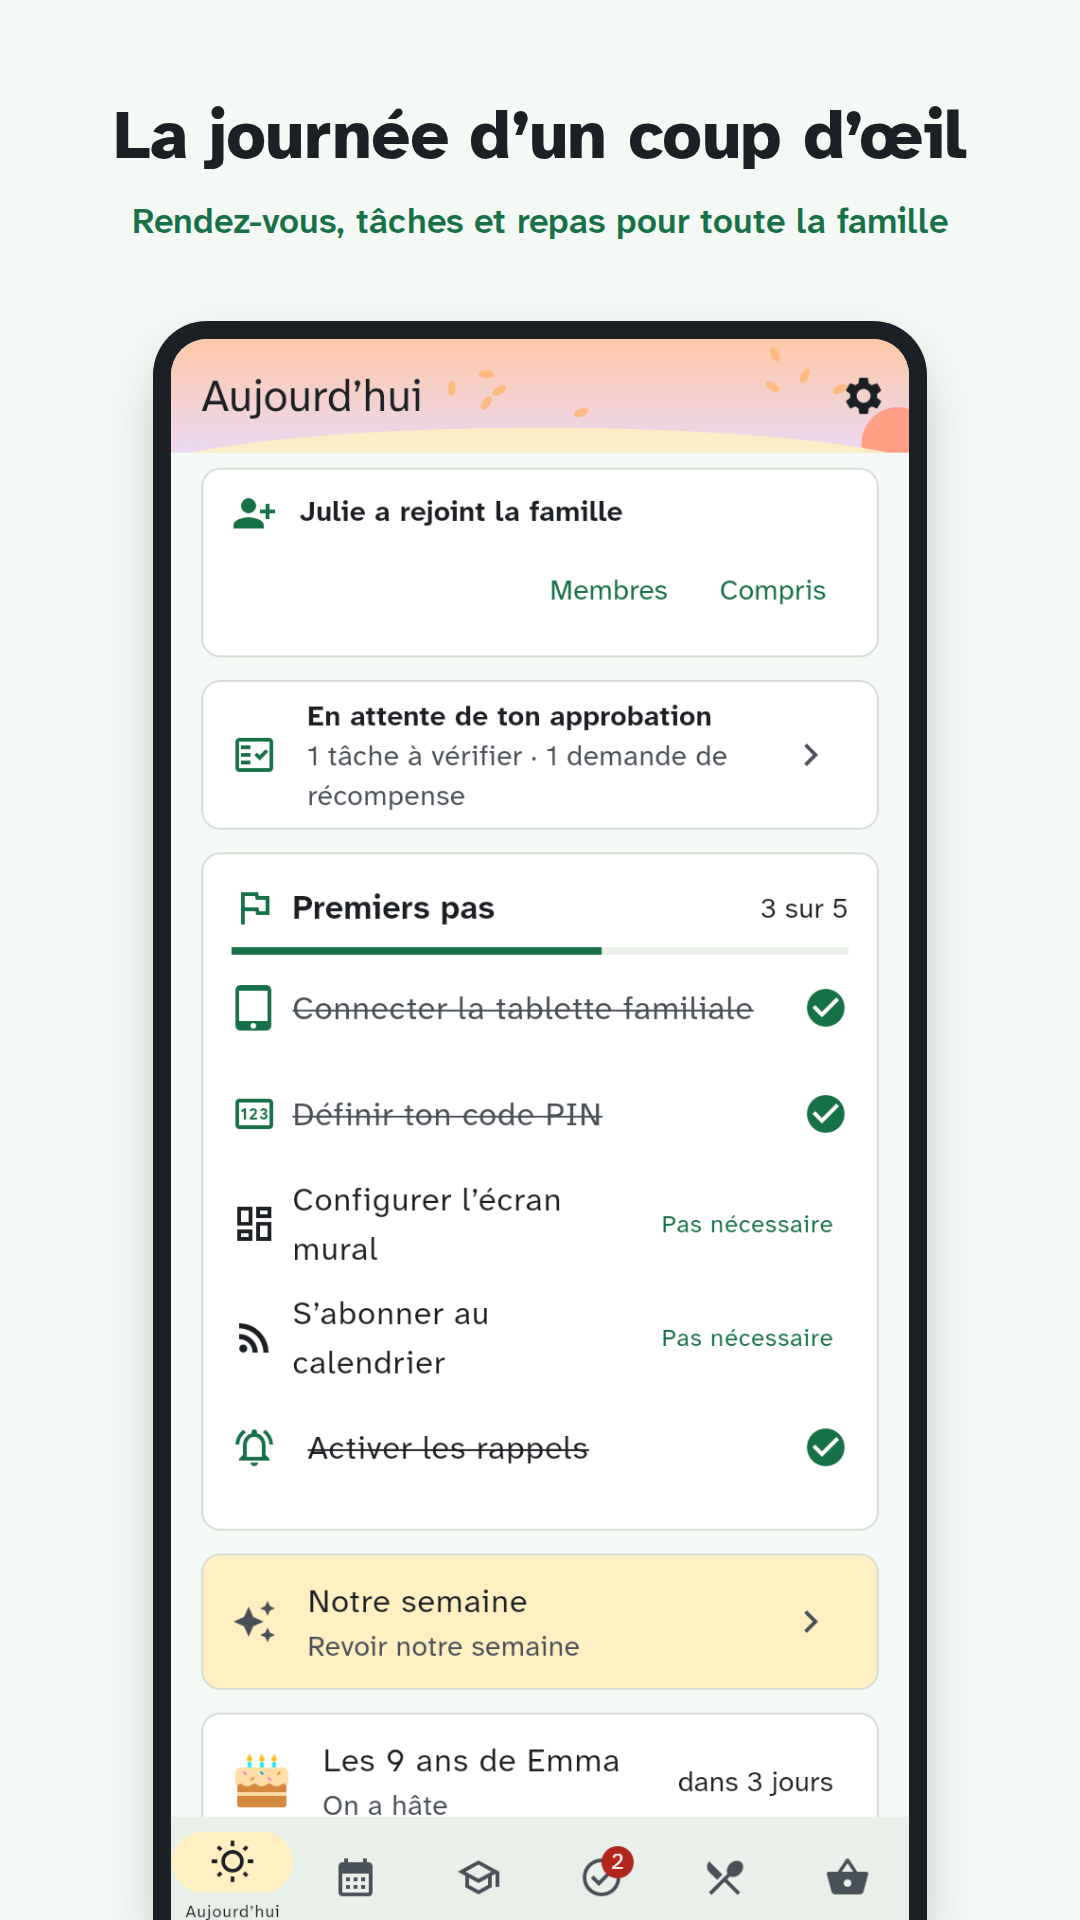 La journée d’un coup d’œil
Rendez-vous, tâches et repas pour toute la famille
Aujourd’hui
Julie a rejoint la famille
Membres
Compris
En attente de ton approbation
1 tâche à vérifier · 1 demande de
récompense
Premiers pas
3 sur 5
Connecter la tablette familiale
123
Définir ton code PIN
Configurer l’écran
mural
Pas nécessaire
S’abonner au
calendrier
Pas nécessaire
Activer les rappels
Notre semaine
Revoir notre semaine
Les 9 ans de Emma
On a hâte
dans 3 jours
2
Aujourd’hui